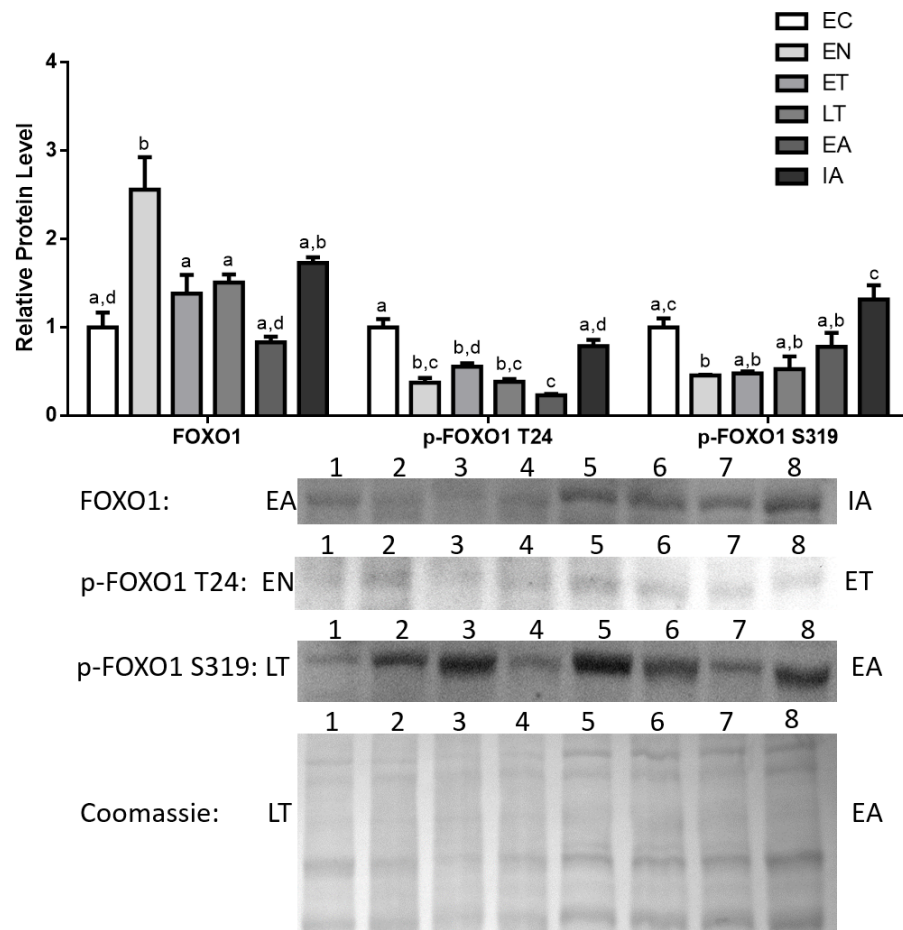 EC
EN
ET
LT
EA
IA
4
3
2
1
0
Relative Protein Level
a,d
b
a
a
a,d
a,b
a
b,c
b,d
b,c
c
a,d
a,c
b
a,b
a,b
a,b
c
FOXO1 p-FOXO1 T24 p-FOXO1 S319
1 2 3 4 5 6 7 8
FOXO1: EA IA
1 2 3 4 5 6 7 8
p-FOXO1 T24: EN ET
1 2 3 4 5 6 7 8
p-FOXO1 S319: LT EA
1 2 3 4 5 6 7 8
Coomassie: LT EA